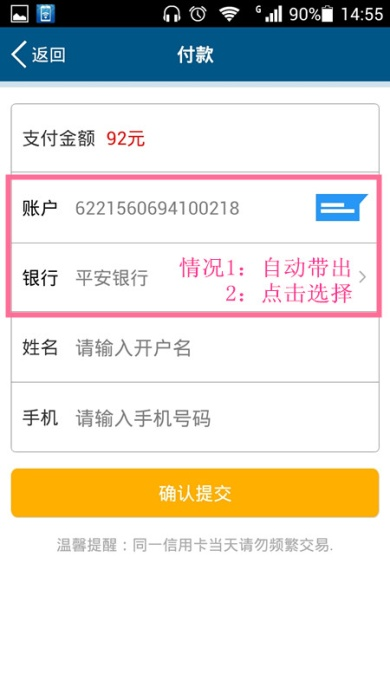 G 90% 14:55
返回 付款
支付金额 92元
账户 6221560694100218
银行 平安银行 情况1：自动带出
2：点击选择
姓名 请输入开户名
手机 请输入手机号码
确认提交
温馨提醒：同一信用卡当天请勿频繁交易.